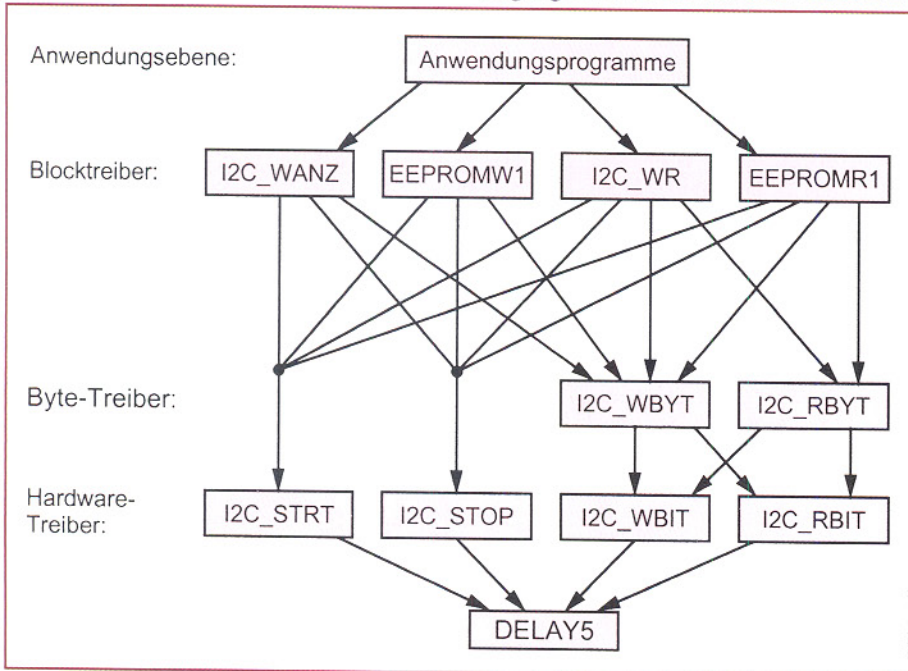 Anwendungsebene:
Anwendungsprogramme
Blocktreiber:
I2C_WANZ
EEPROMW1
I2C_WR
EEPROMR1
Byte-Treiber:
I2C_WBYT
I2C_RBYT
Hardware-
Treiber:
I2C_STRT
I2C_STOP
I2C_WBIT
I2C_RBIT
DELAY5